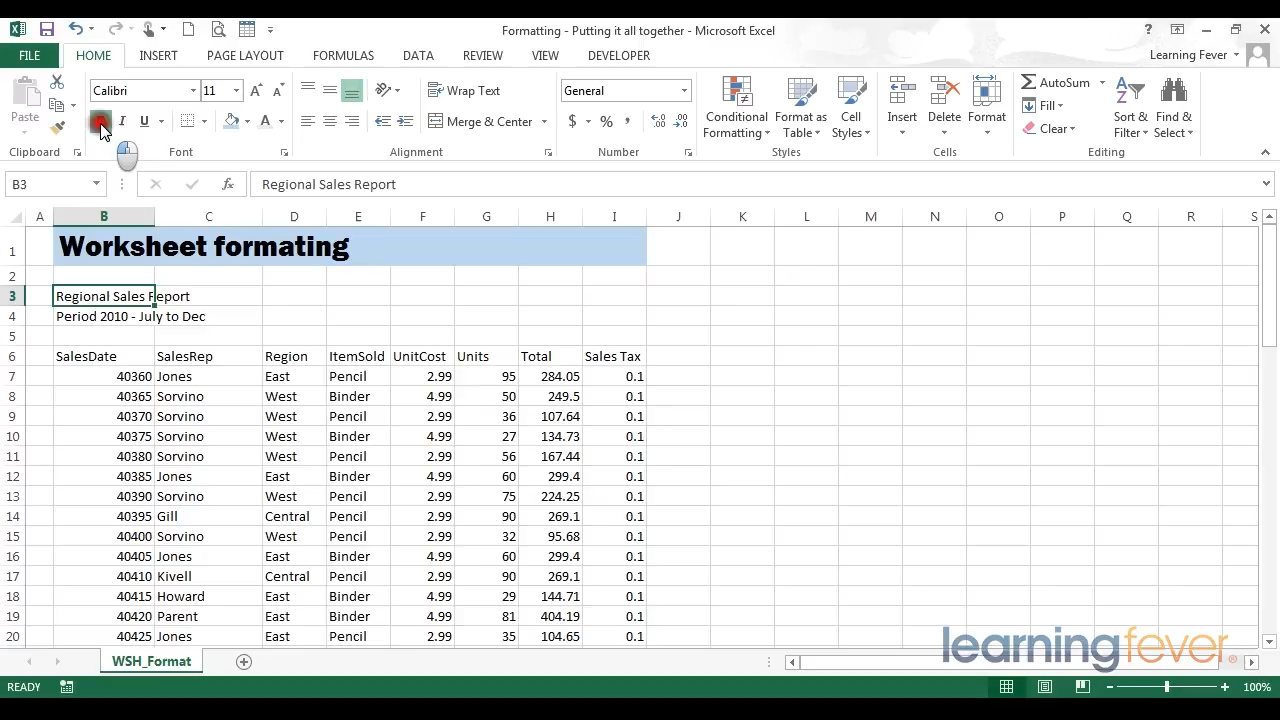 Formatting - Putting it all together - Microsoft Excel
FILE HOME INSERT PAGE LAYOUT FORMULAS DATA REVIEW VIEW DEVELOPER Learning Fever
Paste Calibri 11 Wrap Text General Conditional Formatting Format as Table Cell Styles Insert Delete Format AutoSum Sort & Filter Find & Select
I U A Merge & Center $ % , Fill
Clear
Clipboard Font Alignment Number Styles Cells Editing
B3 fx Regional Sales Report
A B C D E F G H I J K L M N O P Q R S
1 Worksheet formating
2
3 Regional Sales Report
4 Period 2010 - July to Dec
5
6 SalesDate SalesRep Region ItemSold UnitCost Units Total Sales Tax
7 40360 Jones East Pencil 2.99 95 284.05 0.1
8 40365 Sorvino West Binder 4.99 50 249.5 0.1
9 40370 Sorvino West Pencil 2.99 36 107.64 0.1
10 40375 Sorvino West Binder 4.99 27 134.73 0.1
11 40380 Sorvino West Pencil 2.99 56 167.44 0.1
12 40385 Jones East Binder 4.99 60 299.4 0.1
13 40390 Sorvino West Pencil 2.99 75 224.25 0.1
14 40395 Gill Central Pencil 2.99 90 269.1 0.1
15 40400 Sorvino West Pencil 2.99 32 95.68 0.1
16 40405 Jones East Binder 4.99 60 299.4 0.1
17 40410 Kivell Central Pencil 2.99 90 269.1 0.1
18 40415 Howard East Binder 4.99 29 144.71 0.1
19 40420 Parent East Binder 4.99 81 404.19 0.1
20 40425 Jones East Pencil 2.99 35 104.65 0.1
learningfever
WSH_Format
READY 100%